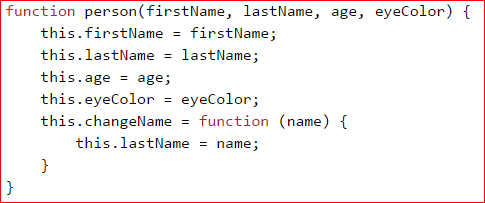 function person(firstName, lastName, age, eyeColor) {
    this.firstName = firstName;
    this.lastName = lastName;
    this.age = age;
    this.eyeColor = eyeColor;
    this.changeName = function (name) {
        this.lastName = name;
    }
}